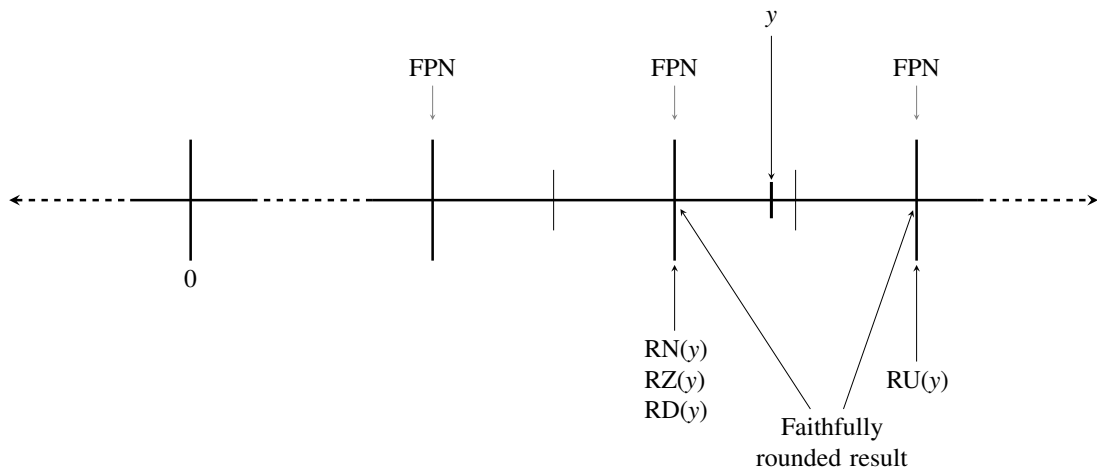 y
FPN FPN FPN
0
RN(y)
RZ(y) RU(y)
RD(y)
Faithfully
rounded result